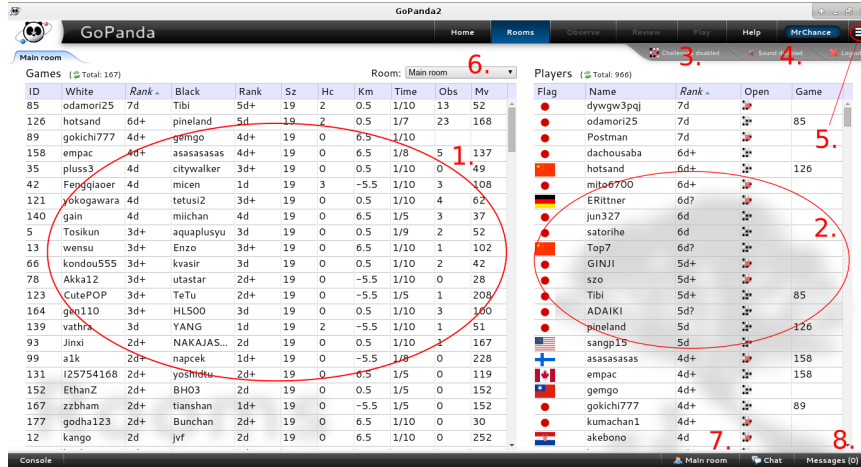 GoPanda2
GoPanda
Home Rooms Observe Review Play Help MrChance
Challenges disabled Sound disabled Logout
3. 4.
Main room
Games ( Total: 167) Room: Main room 6.
Players ( Total: 966)
5.
ID White Rank Black Rank Sz Hc Km Time Obs Mv
85 odamori25 7d Tibi 5d+ 19 2 0.5 1/10 13 52
126 hotsand 6d+ pineland 5d 19 2 0.5 1/7 23 168
89 gokichi777 4d+ gemgo 4d+ 19 0 6.5 1/10
158 empac 4d+ asasasasas 4d+ 19 0 6.5 1/8 5 137
35 pluss3 4d citywalker 3d+ 19 0 0.5 1/10 0 49
42 Fengqiaoer 4d micen 1d 19 3 -5.5 1/10 3 108
121 yokogawara 4d tetusi2 3d+ 19 0 0.5 1/10 4 62
140 gain 4d miichan 4d 19 0 6.5 1/5 3 37
5 Tosikun 3d+ aquaplusyu 3d 19 0 0.5 1/9 2 52
13 wensu 3d+ Enzo 3d+ 19 0 6.5 1/10 1 102
66 kondou555 3d+ kvasir 3d 19 0 0.5 1/10 2 42
78 Akka12 3d+ utastar 2d+ 19 0 -5.5 1/10 0 28
123 CutePOP 3d+ TeTu 2d+ 19 0 -5.5 1/5 1 208
164 gen110 3d+ HL500 3d 19 0 0.5 1/10 3 100
139 vathra 3d YANG 1d 19 2 -5.5 1/10 1 51
93 Jinxi 2d+ NAKAJAS... 2d 19 0 0.5 1/10 1 167
99 a1k 2d+ napcek 1d+ 19 0 -5.5 1/8 0 228
131 I25754168 2d+ yoshidtu 2d+ 19 0 6.5 1/5 0 119
152 EthanZ 2d+ BH03 2d 19 0 0.5 1/5 0 152
167 zzbham 2d+ tianshan 1d+ 19 0 -5.5 1/5 0 152
177 godha123 2d+ Bunchan 2d+ 19 0 6.5 1/10 0 30
12 kango 2d jvf 2d 19 0 6.5 1/10 0 252
1.
Flag Name Rank Open Game
dywgw3pqj 7d
odamori25 7d 85
Postman 7d
dachousaba 6d+
hotsand 6d+ 126
mito6700 6d+
ERittner 6d?
jun327 6d
satorihe 6d
Top7 6d?
GINJI 5d+
szo 5d+
Tibi 5d+ 85
ADAIKI 5d?
pineland 5d 126
sangp15 5d
asasasasas 4d+ 158
empac 4d+ 158
gemgo 4d+
gokichi777 4d+ 89
kumachan1 4d+
akebono 4d
2.
7. 8.
Console Main room Chat Messages (0)